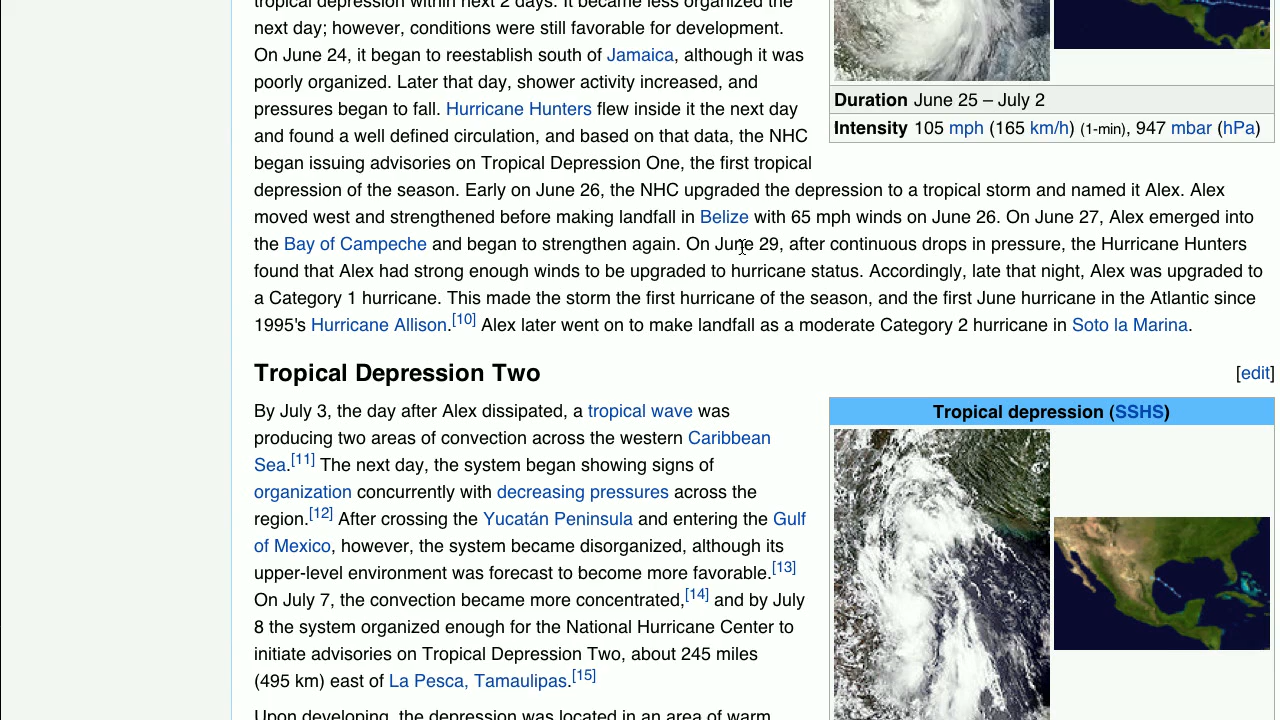 tropical depression within next 2 days. It became less organized the
next day; however, conditions were still favorable for development.
On June 24, it began to reestablish south of Jamaica, although it was
poorly organized. Later that day, shower activity increased, and
pressures began to fall. Hurricane Hunters flew inside it the next day
and found a well defined circulation, and based on that data, the NHC
began issuing advisories on Tropical Depression One, the first tropical
depression of the season. Early on June 26, the NHC upgraded the depression to a tropical storm and named it Alex. Alex
moved west and strengthened before making landfall in Belize with 65 mph winds on June 26. On June 27, Alex emerged into
the Bay of Campeche and began to strengthen again. On June 29, after continuous drops in pressure, the Hurricane Hunters
found that Alex had strong enough winds to be upgraded to hurricane status. Accordingly, late that night, Alex was upgraded to
a Category 1 hurricane. This made the storm the first hurricane of the season, and the first June hurricane in the Atlantic since
1995's Hurricane Allison.[10] Alex later went on to make landfall as a moderate Category 2 hurricane in Soto la Marina.
Duration June 25 – July 2
Intensity 105 mph (165 km/h) (1-min), 947 mbar (hPa)
Tropical Depression Two
[edit]
By July 3, the day after Alex dissipated, a tropical wave was
producing two areas of convection across the western Caribbean
Sea.[11] The next day, the system began showing signs of
organization concurrently with decreasing pressures across the
region.[12] After crossing the Yucatán Peninsula and entering the Gulf
of Mexico, however, the system became disorganized, although its
upper-level environment was forecast to become more favorable.[13]
On July 7, the convection became more concentrated,[14] and by July
8 the system organized enough for the National Hurricane Center to
initiate advisories on Tropical Depression Two, about 245 miles
(495 km) east of La Pesca, Tamaulipas.[15]
Upon developing, the depression was located in an area of warm
Tropical depression (SSHS)